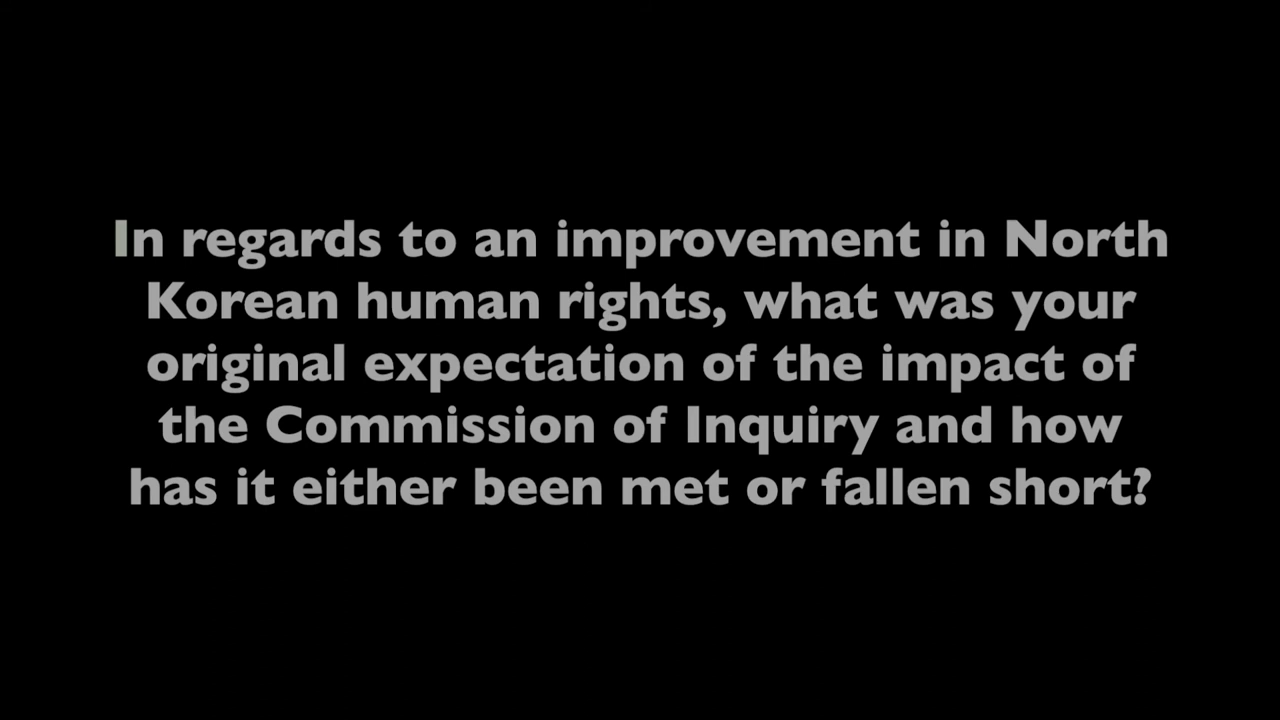 In regards to an improvement in North
Korean human rights, what was your
original expectation of the impact of
the Commission of Inquiry and how
has it either been met or fallen short?